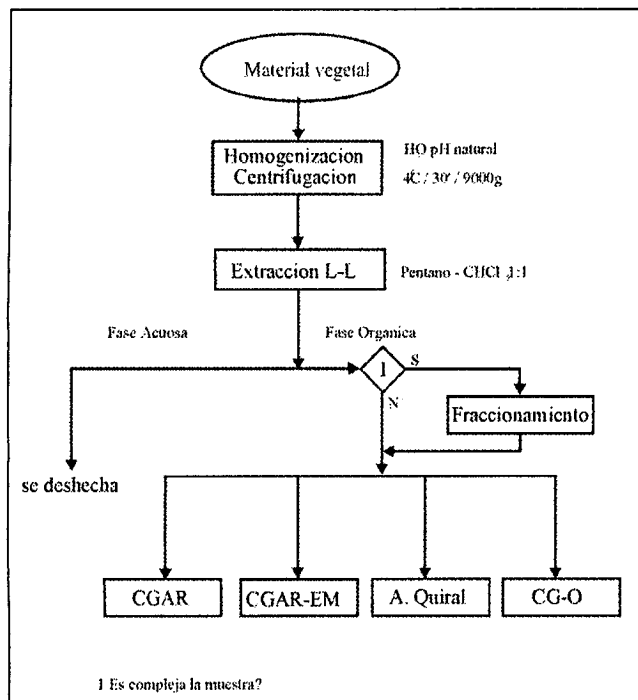 Material vegetal
Homogenizacion
Centrifugacion
HO pH natural
4C / 30' / 9000g
Extraccion L-L
Pentano - CHCl 1:1
Fase Acuosa
Fase Organica
1
S
N
Fraccionamiento
se deshecha
CGAR
CGAR-EM
A. Quiral
CG-O
1 Es compleja la muestra?